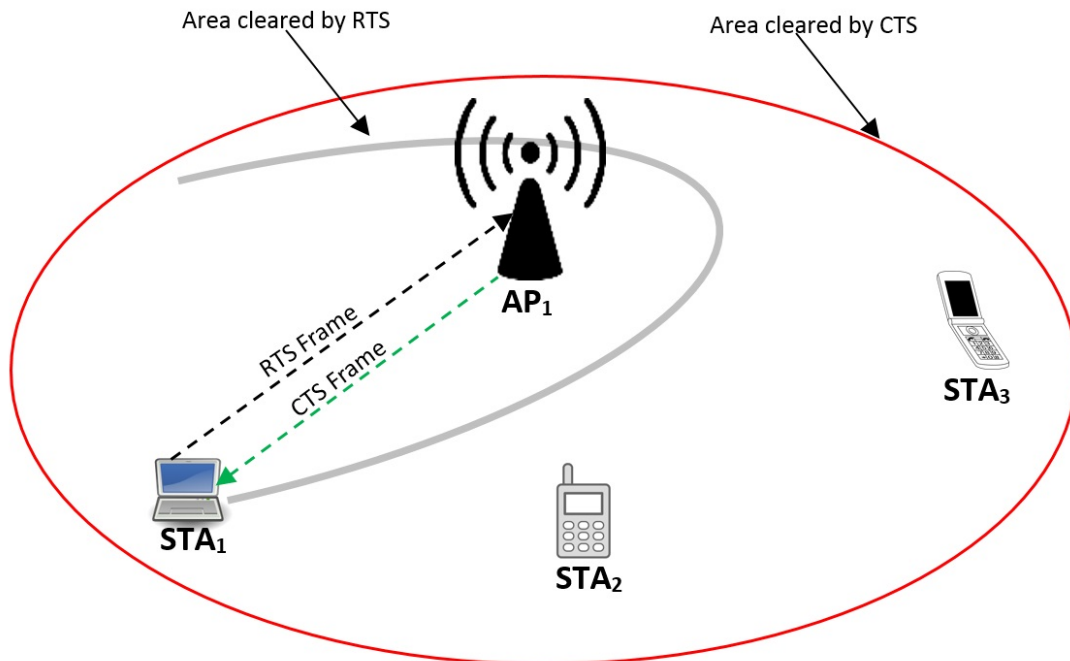 Area cleared by RTS
Area cleared by CTS
AP₁
RTS Frame
CTS Frame
STA₃
STA₁
STA₂